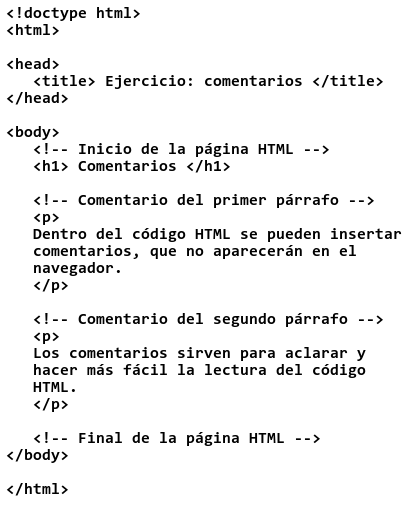 <!doctype html>
<html>

<head>
   <title> Ejercicio: comentarios </title>
</head>

<body>
   <!-- Inicio de la página HTML -->
   <h1> Comentarios </h1>

   <!-- Comentario del primer párrafo -->
   <p>
   Dentro del código HTML se pueden insertar
   comentarios, que no aparecerán en el
   navegador.
   </p>

   <!-- Comentario del segundo párrafo -->
   <p>
   Los comentarios sirven para aclarar y
   hacer más fácil la lectura del código
   HTML.
   </p>

   <!-- Final de la página HTML -->
</body>

</html>